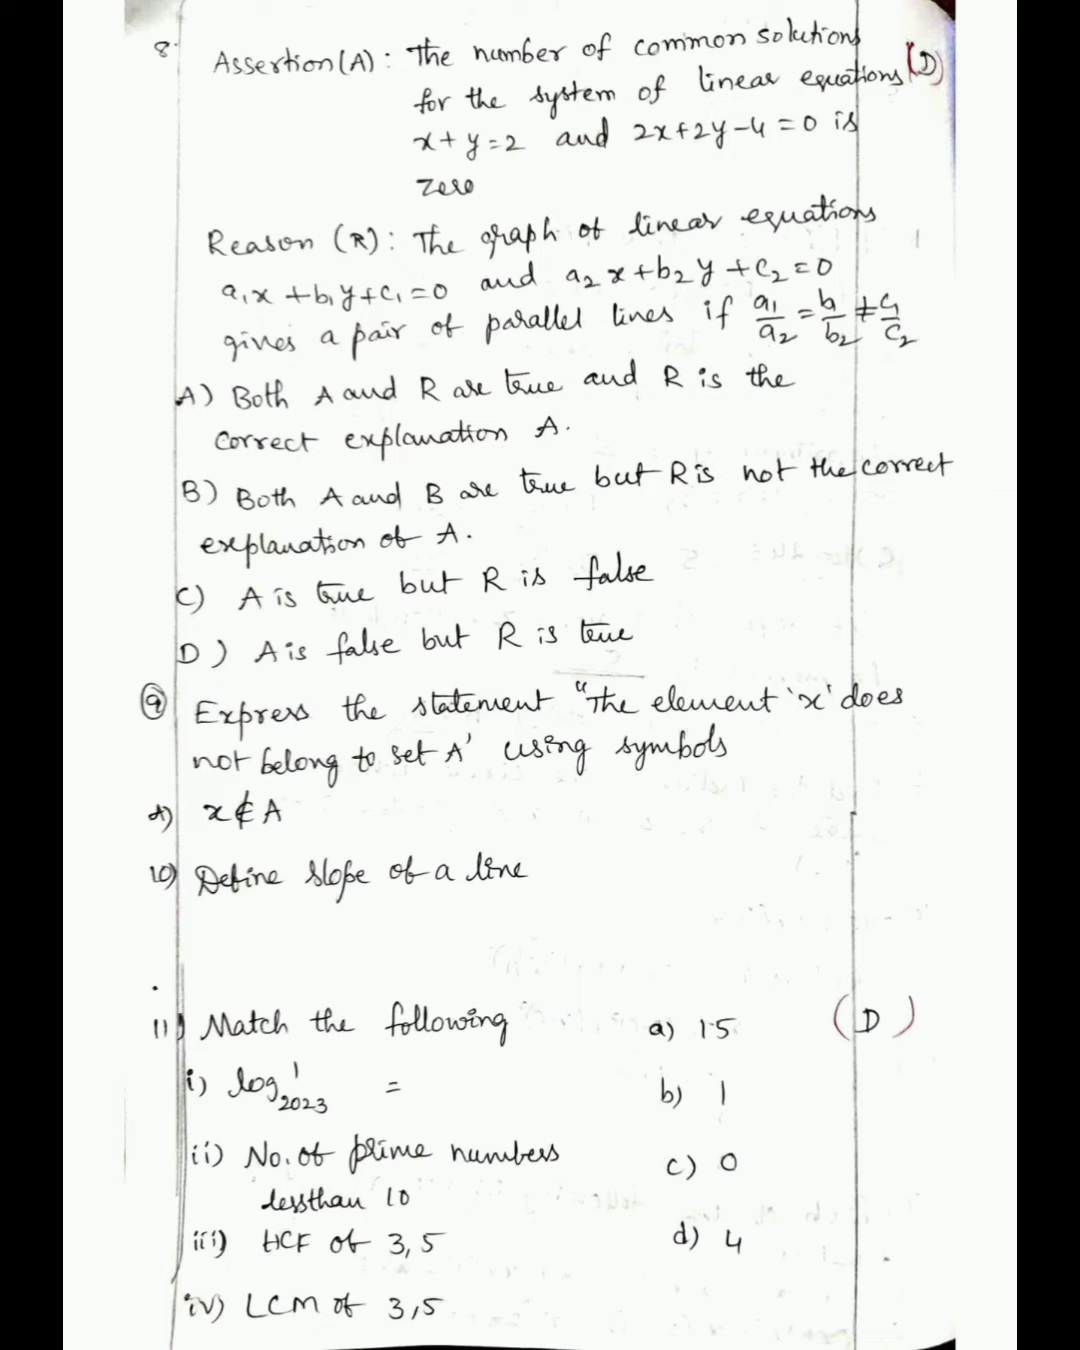 8. Assertion (A) : The number of common solutions
for the system of linear equations (D)
x + y = 2 and 2x + 2y - 4 = 0 is
zero
Reason (R) : The graph of linear equations
a₁x + b₁y + c₁ = 0 and a₂x + b₂y + c₂ = 0
gives a pair of parallel lines if a₁/a₂ = b/b₂ ≠ c₁/c₂
A) Both A and R are true and R is the
correct explanation A.
B) Both A and B are true but R is not the correct
explanation of A.
C) A is true but R is false
D) A is false but R is true
9 Express the statement "The element 'x' does
not belong to set A' using symbols
A) x ∉ A
10) Define slope of a line
11) Match the following a) 15 (D)
i) log₂₀₂₃ 1 = b) 1
ii) No. of prime numbers c) 0
lessthan 10
iii) HCF of 3, 5 d) 4
iv) LCM of 3,5